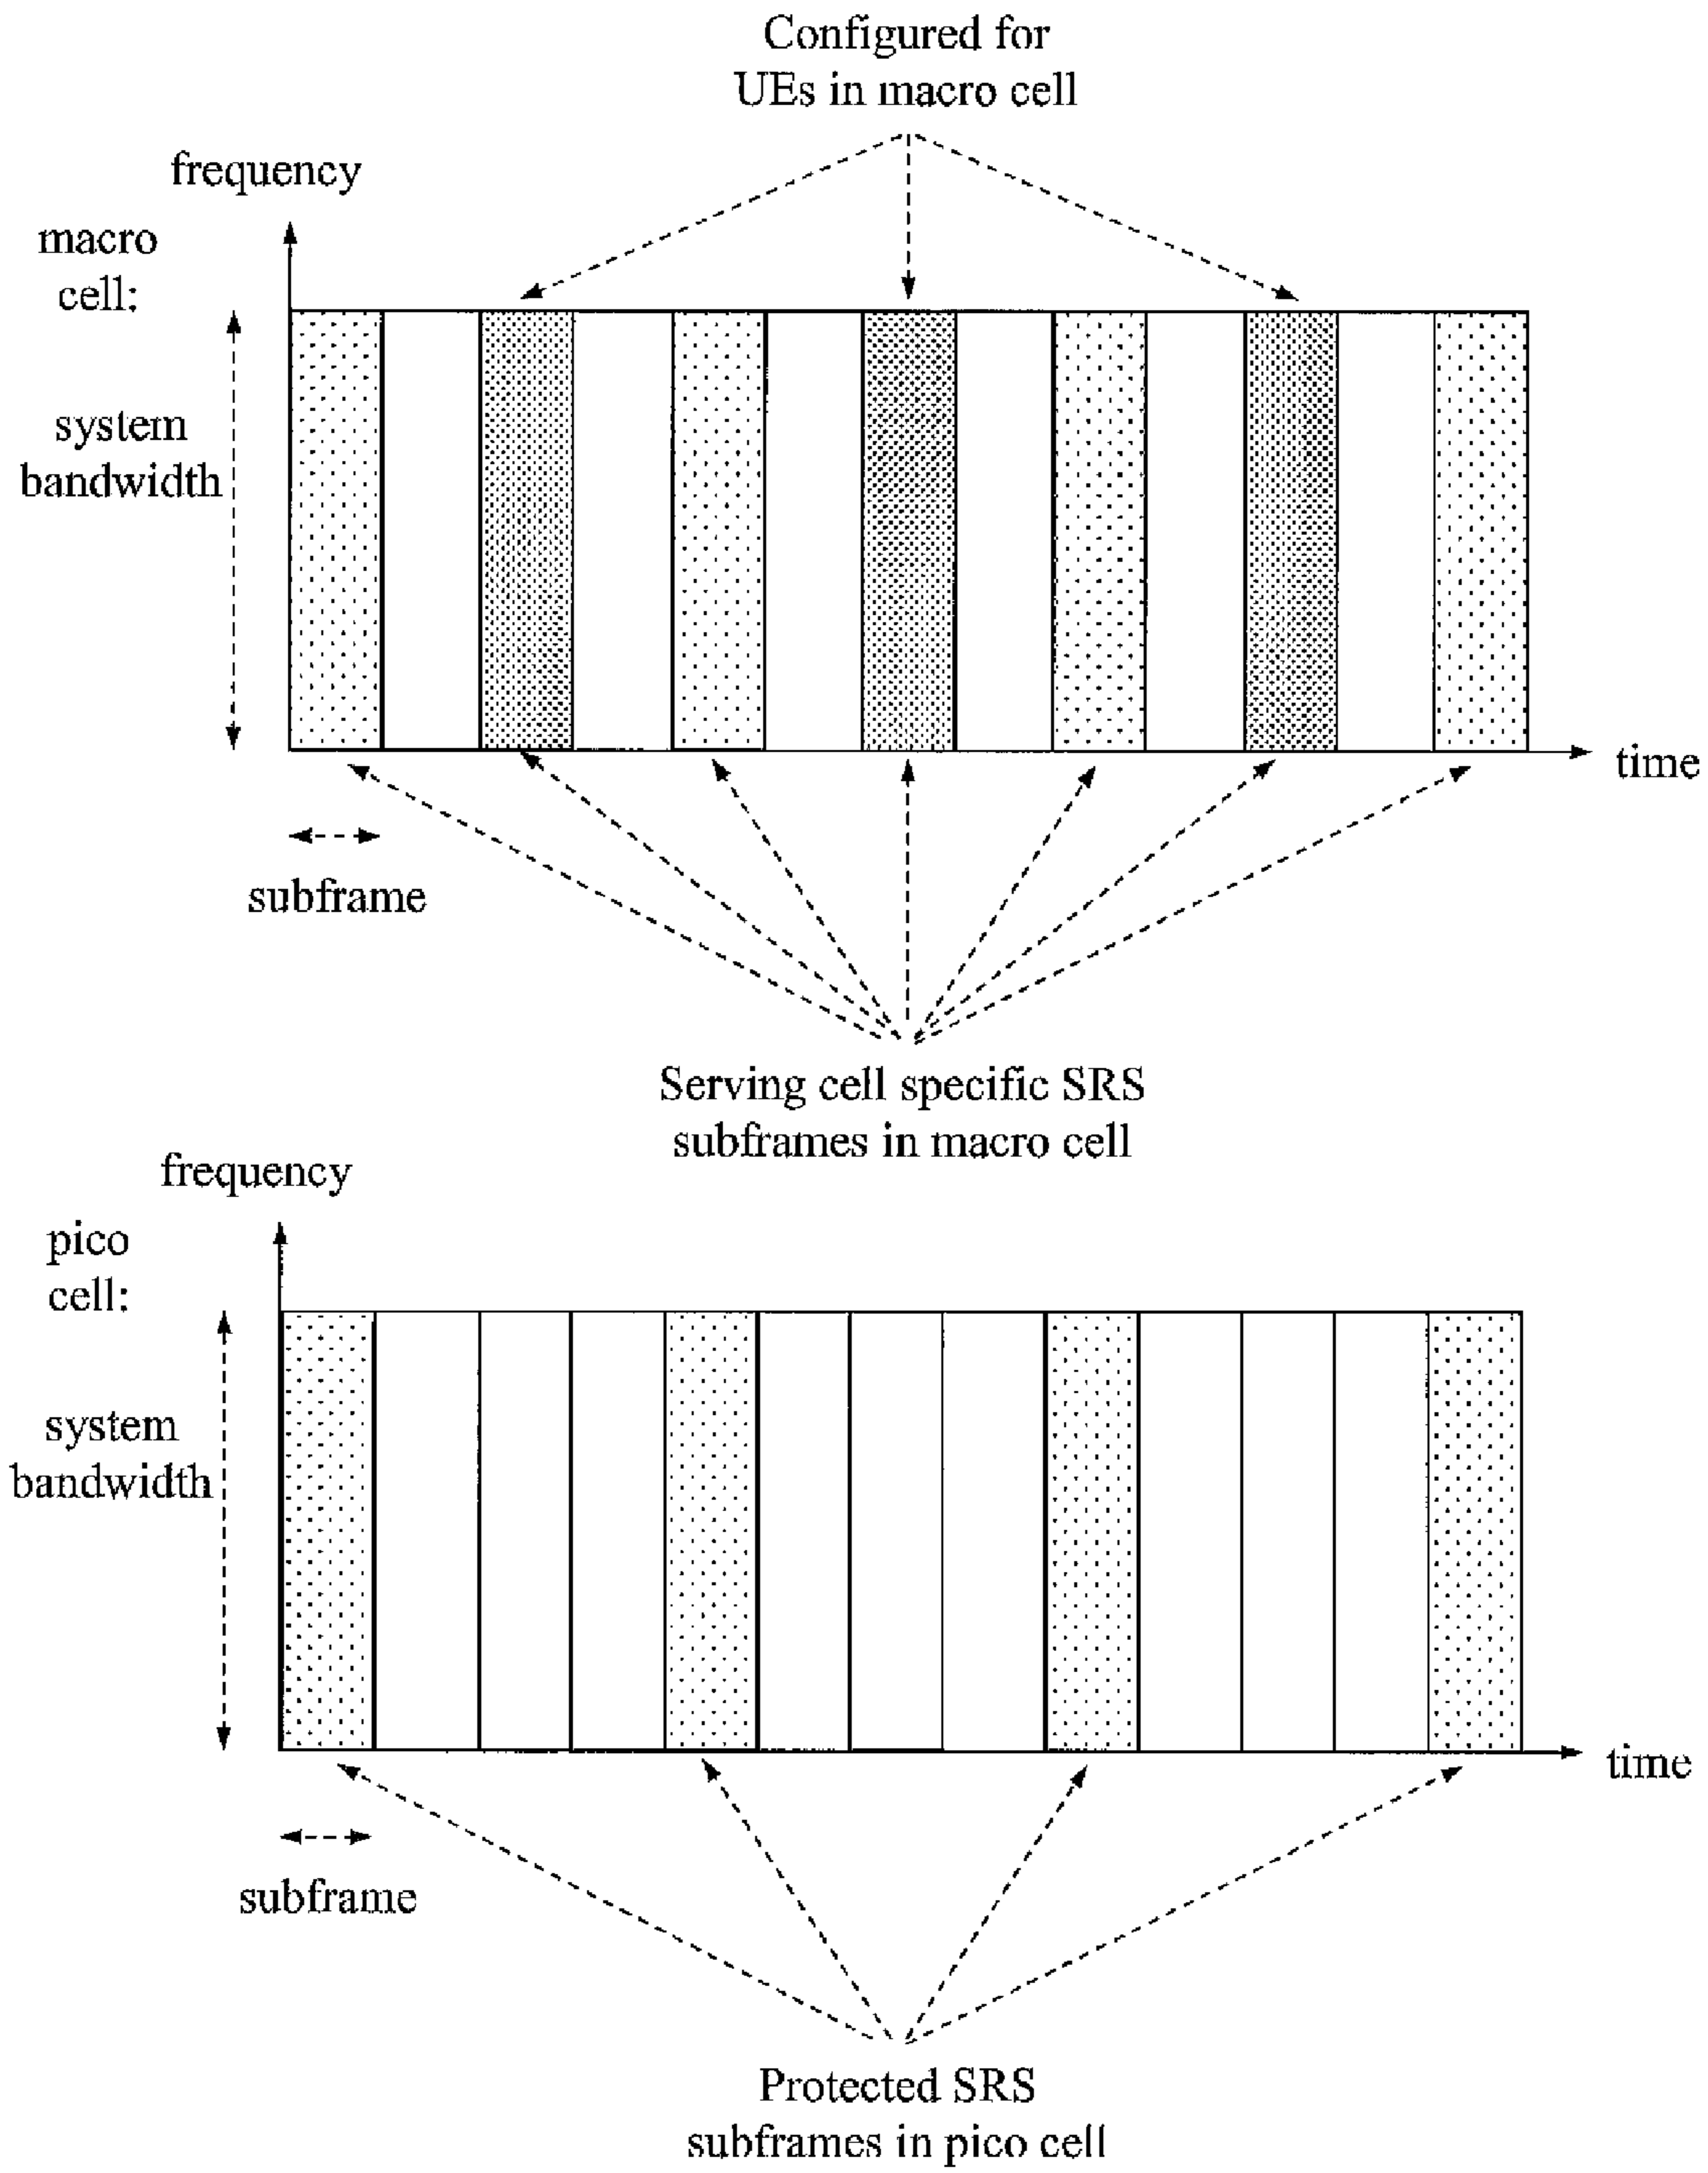 Configured for
UEs in macro cell
frequency
macro
cell:
system
bandwidth
time
subframe
Serving cell specific SRS
subframes in macro cell
frequency
pico
cell:
system
bandwidth
time
subframe
Protected SRS
subframes in pico cell